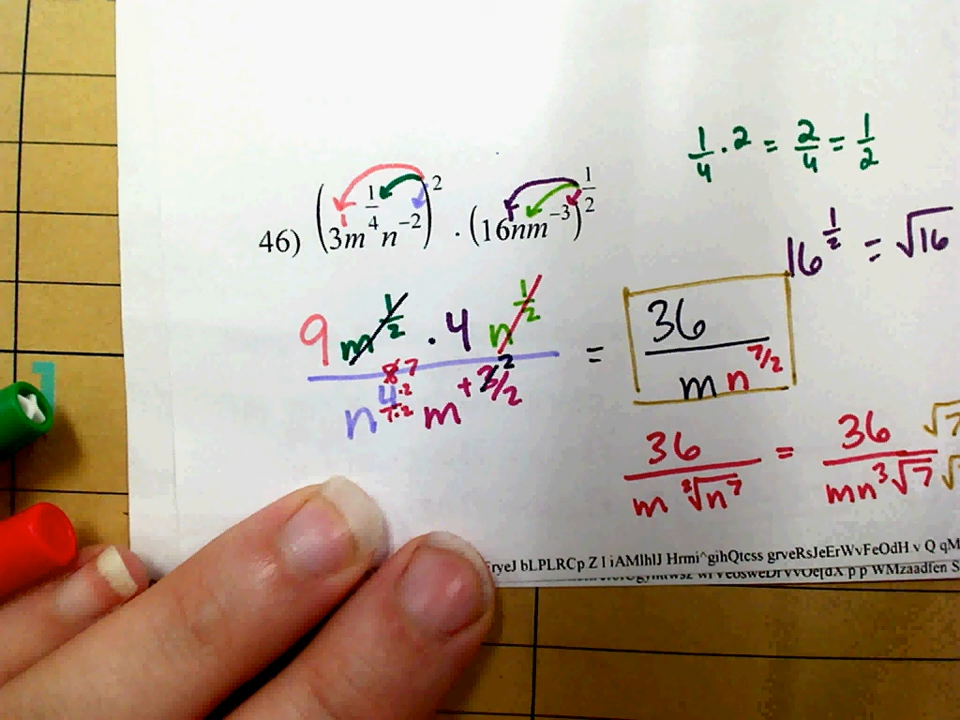 1/4 · 2 = 2/4 = 1/2
46) (3m^(1/4) n^(-2))^2 · (16nm^(-3))^(1/2)
16^(1/2) = √16
9 m^(1/2) · 4 n^(1/2)
n^4 m^(+3/2)
= 36 / (m n^(7/2))
36 / (m √n^7) = 36 / (mn^3 √7)